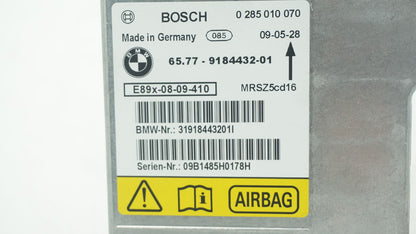 BOSCH 0 285 010 070
Made in Germany 085 09-05-28
BMW
65.77 - 9184432-01
E89x-08-09-410 MRSZ5cd16
BMW-Nr.: 31918443201I
Serien-Nr.: 09B1485H0178H
AIRBAG